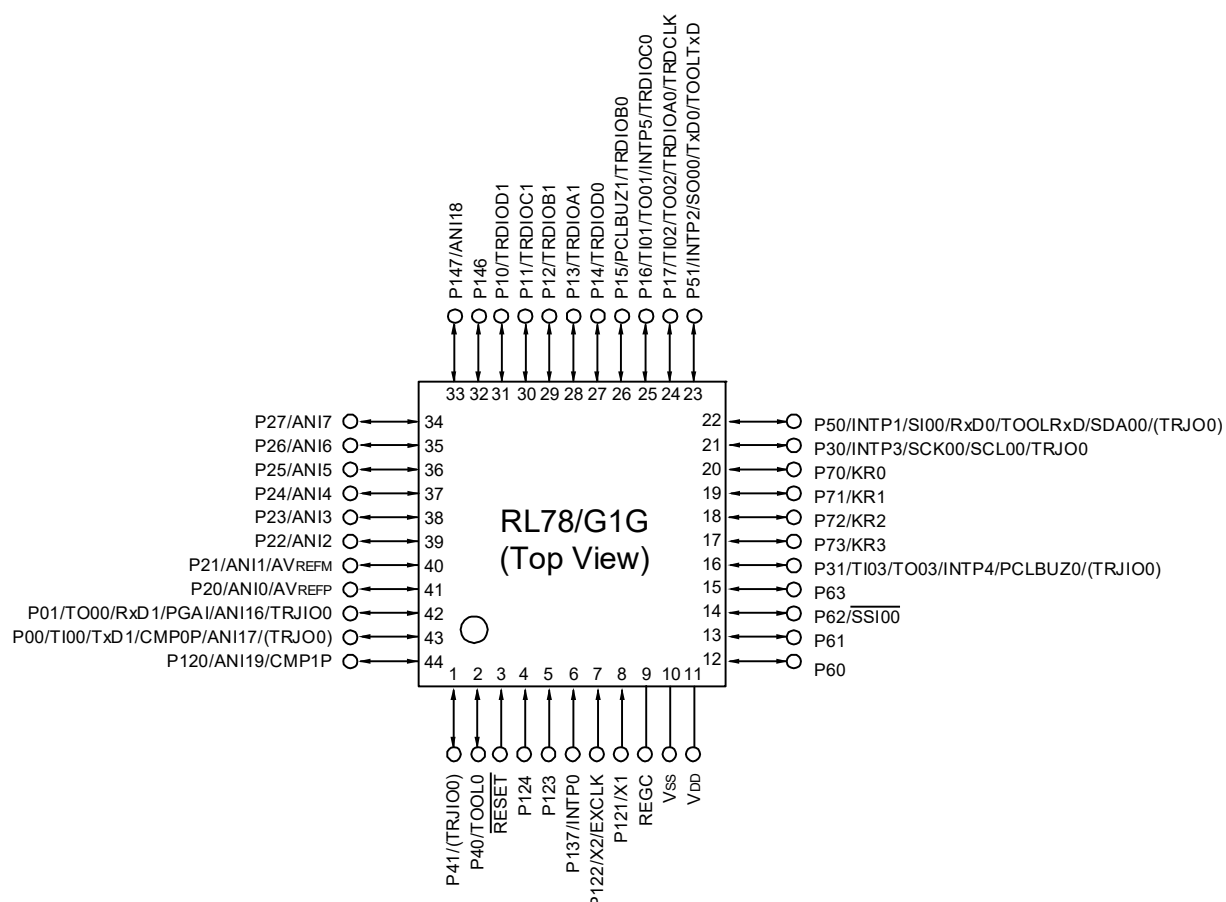 P147/ANI18
P146
P10/TRDIOD1
P11/TRDIOC1
P12/TRDIOB1
P13/TRDIOA1
P14/TRDIOD0
P15/PCLBUZ1/TRDIOB0
P16/TI01/TO01/INTP5/TRDIOC0
P17/TI02/TO02/TRDIOA0/TRDCLK
P51/INTP2/SO00/TxD0/TOOLTxD
33 32 31 30 29 28 27 26 25 24 23
P27/ANI7 34
P26/ANI6 35
P25/ANI5 36
P24/ANI4 37
P23/ANI3 38
P22/ANI2 39
P21/ANI1/AVREFM 40
P20/ANI0/AVREFP 41
P01/TO00/RxD1/PGAI/ANI16/TRJIO0 42
P00/TI00/TxD1/CMP0P/ANI17/(TRJO0) 43
P120/ANI19/CMP1P 44
RL78/G1G
(Top View)
22 P50/INTP1/SI00/RxD0/TOOLRxD/SDA00/(TRJO0)
21 P30/INTP3/SCK00/SCL00/TRJO0
20 P70/KR0
19 P71/KR1
18 P72/KR2
17 P73/KR3
16 P31/TI03/TO03/INTP4/PCLBUZ0/(TRJIO0)
15 P63
14 P62/SSI00
13 P61
12 P60
1 2 3 4 5 6 7 8 9 10 11
P41/(TRJIO0)
P40/TOOL0
RESET
P124
P123
P137/INTP0
P122/X2/EXCLK
P121/X1
REGC
VSS
VDD